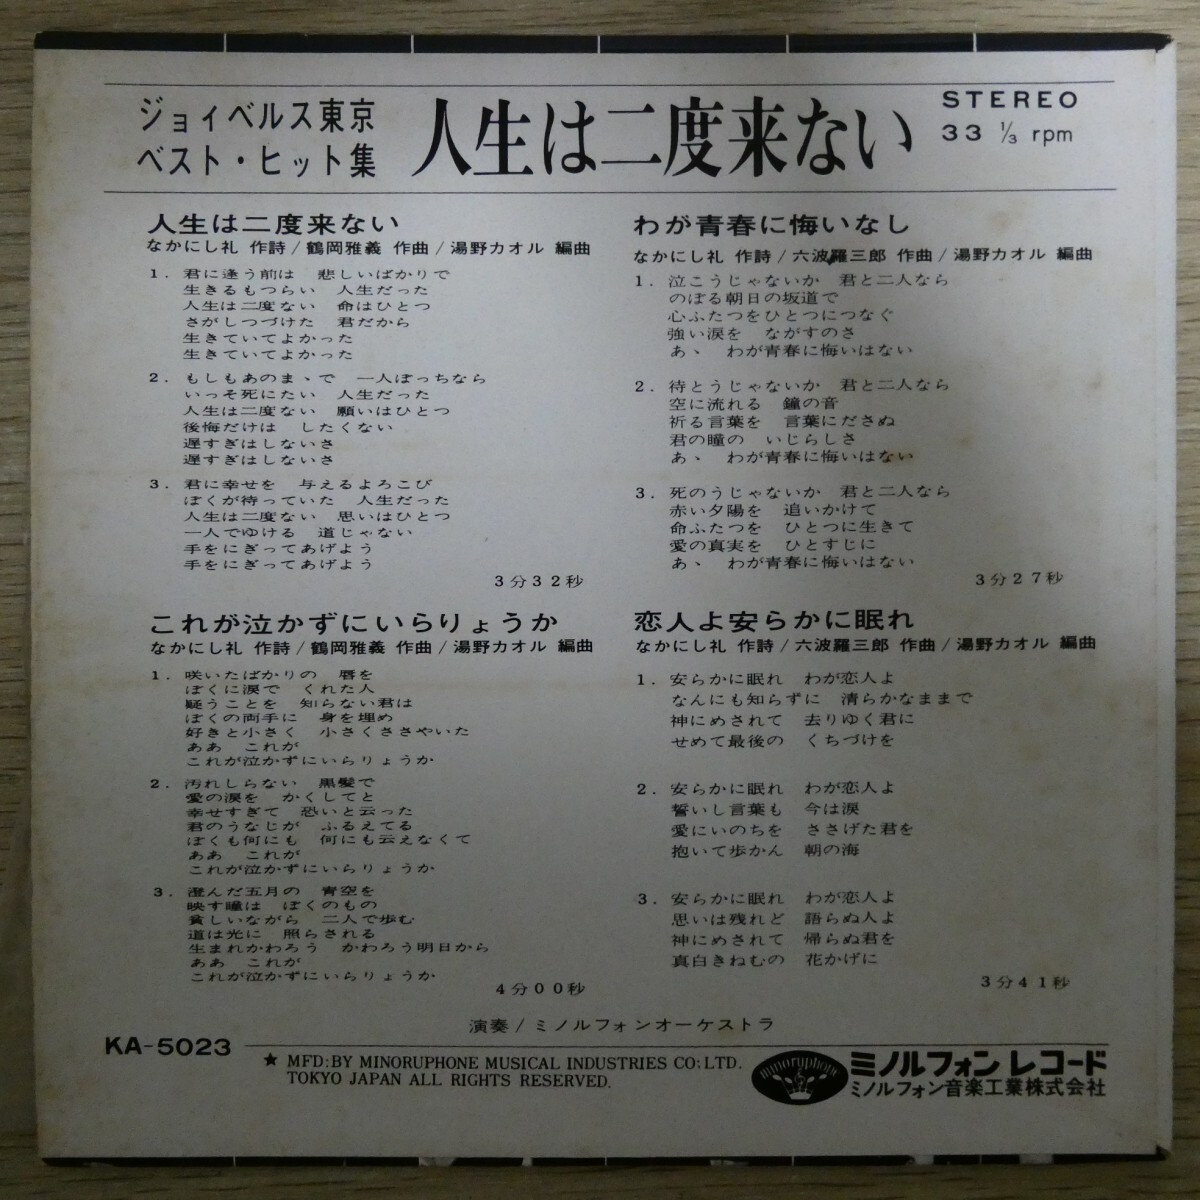 ジョイベルス東京
ベスト・ヒット集
人生は二度来ない
STEREO
33 ⅓ rpm
人生は二度来ない
なかにし礼 作詩/鶴岡雅義 作曲/湯野カオル 編曲
1. 君に逢う前は 悲しいばかりで
生きるもつらい 人生だった
人生は二度ない 命はひとつ
さがしつづけた 君だから
生きていてよかった
生きていてよかった
2. もしもあのまゝで 一人ぼっちなら
いっそ死にたい 人生だった
人生は二度ない 願いはひとつ
後悔だけは したくない
遅すぎはしないさ
遅すぎはしないさ
3. 君に幸せを 与えるよろこび
ぼくが待っていた 人生だった
人生は二度ない 思いはひとつ
一人でゆける 道じゃない
手をにぎってあげよう
手をにぎってあげよう
3分32秒
わが青春に悔いなし
なかにし礼 作詩/六波羅三郎 作曲/湯野カオル 編曲
1. 泣こうじゃないか 君と二人なら
のぼる朝日の坂道で
心ふたつをひとつにつなぐ
強い涙を ながすのさ
あゝ わが青春に悔いはない
2. 待とうじゃないか 君と二人なら
空に流れる 鐘の音
祈る言葉を 言葉にださぬ
君の瞳の いじらしさ
あゝ わが青春に悔いはない
3. 死のうじゃないか 君と二人なら
赤い夕陽を 追いかけて
命ふたつを ひとつに生きて
愛の真実を ひとすじに
あゝ わが青春に悔いはない
3分27秒
これが泣かずにいらりょうか
なかにし礼 作詩/鶴岡雅義 作曲/湯野カオル 編曲
1. 咲いたばかりの 唇を
ぼくに涙で くれた人
疑うことを 知らない君は
ぼくの両手に 身を埋め
好きと小さく 小さくささやいた
ああ これが
これが泣かずにいらりょうか
2. 汚れしらない 黒髪で
愛の涙を かくしてと
幸せすぎて 恐いと云った
君のうなじが ふるえてる
ぼくも何にも 何にも云えなくて
ああ これが
これが泣かずにいらりょうか
3. 澄んだ五月の 青空を
映す瞳は ぼくのもの
貧しいながら 二人で歩む
道は光に 照らされる
生まれかわろう かわろう明日から
ああ これが
これが泣かずにいらりょうか
4分00秒
恋人よ安らかに眠れ
なかにし礼 作詩/六波羅三郎 作曲/湯野カオル 編曲
1. 安らかに眠れ わが恋人よ
なんにも知らずに 清らかなままで
神にめされて 去りゆく君に
せめて最後の くちづけを
2. 安らかに眠れ わが恋人よ
誓いし言葉も 今は涙
愛にいのちを ささげた君を
抱いて歩かん 朝の海
3. 安らかに眠れ わが恋人よ
思いは残れど 語らぬ人よ
神にめされて 帰らぬ君を
真白きねむの 花かげに
3分41秒
演奏/ミノルフォンオーケストラ
KA-5023
★ MFD:BY MINORUPHONE MUSICAL INDUSTRIES CO:LTD.
TOKYO JAPAN ALL RIGHTS RESERVED.
minoruphone
ミノルフォンレコード
ミノルフォン音楽工業株式会社